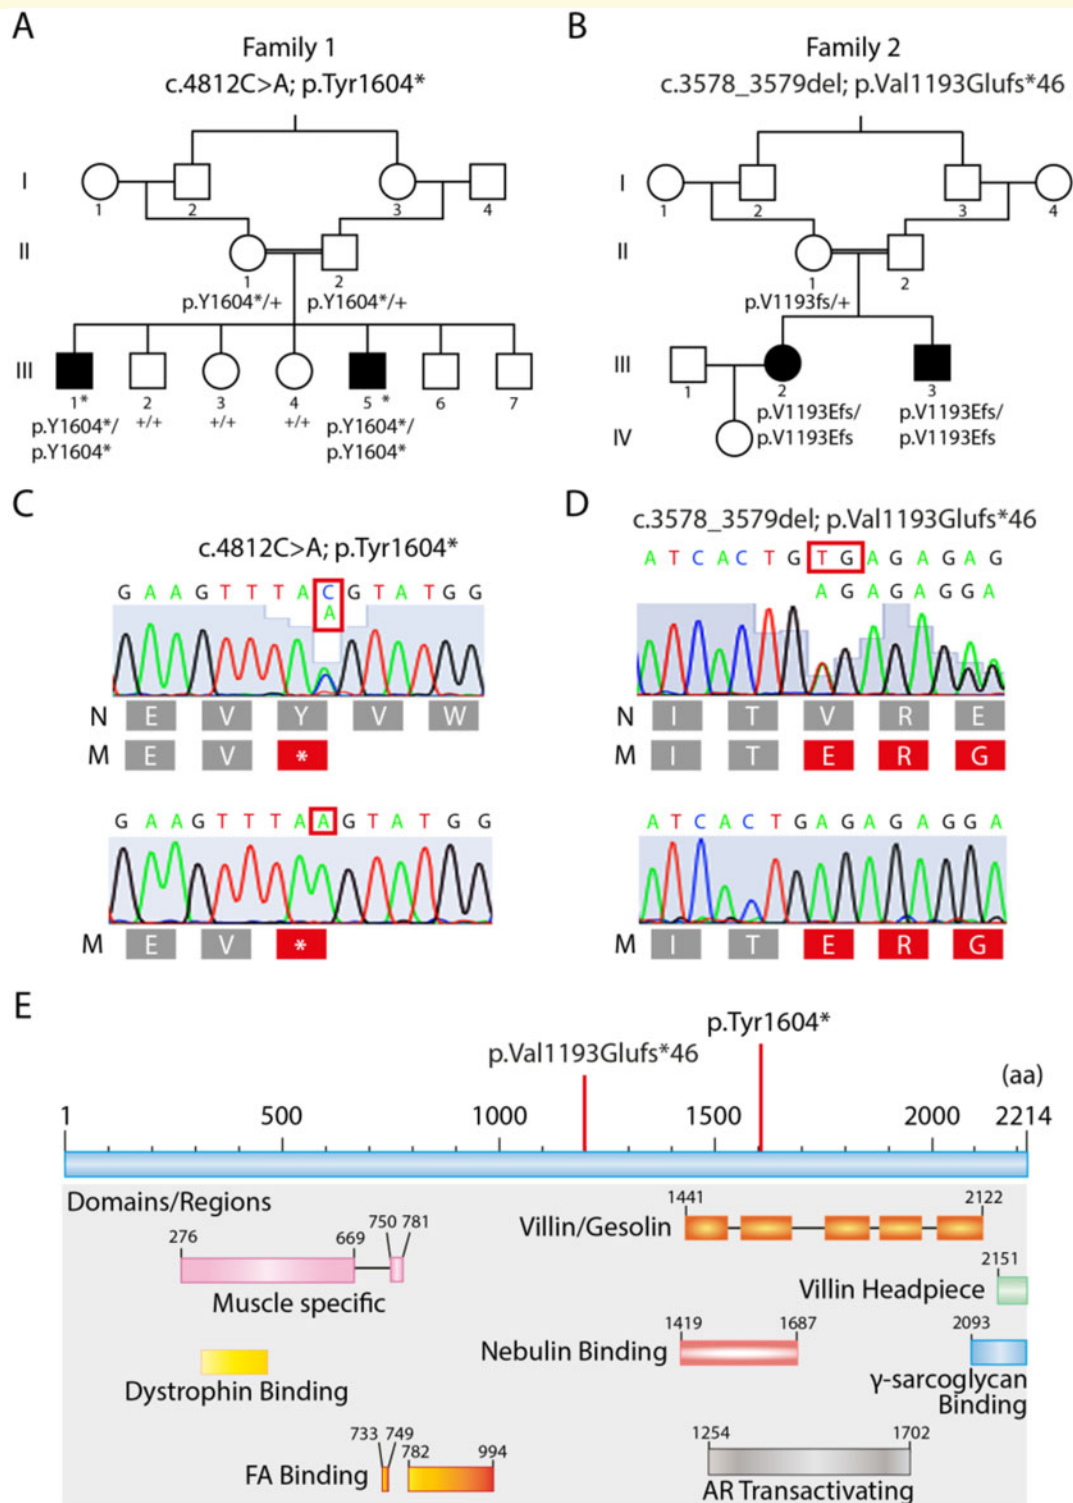 A
Family 1
c.4812C>A; p.Tyr1604*
I
1
2
3
4
II
1
2
p.Y1604*/+
p.Y1604*/+
III
1*
2
3
4
5 *
6
7
p.Y1604*/
p.Y1604*
+/+
+/+
+/+
p.Y1604*/
p.Y1604*
B
Family 2
c.3578_3579del; p.Val1193Glufs*46
I
1
2
3
4
II
1
2
p.V1193fs/+
III
1
2
3
p.V1193Efs/
p.V1193Efs
p.V1193Efs/
p.V1193Efs
IV
C
c.4812C>A; p.Tyr1604*
G A A G T T T A C G T A T G G
A
N E V Y V W
M E V *
G A A G T T T A A G T A T G G
M E V *
D
c.3578_3579del; p.Val1193Glufs*46
A T C A C T G T G A G A G A G
A G A G A G G A
N I T V R E
M I T E R G
A T C A C T G A G A G A G G A
M I T E R G
E
p.Tyr1604*
p.Val1193Glufs*46
(aa)
1 500 1000 1500 2000 2214
Domains/Regions
276 669 750 781
Muscle specific
Dystrophin Binding
733 749 782 994
FA Binding
1441 2122
Villin/Gesolin
2151
Villin Headpiece
1419 1687
Nebulin Binding
2093
γ-sarcoglycan
Binding
1254 1702
AR Transactivating